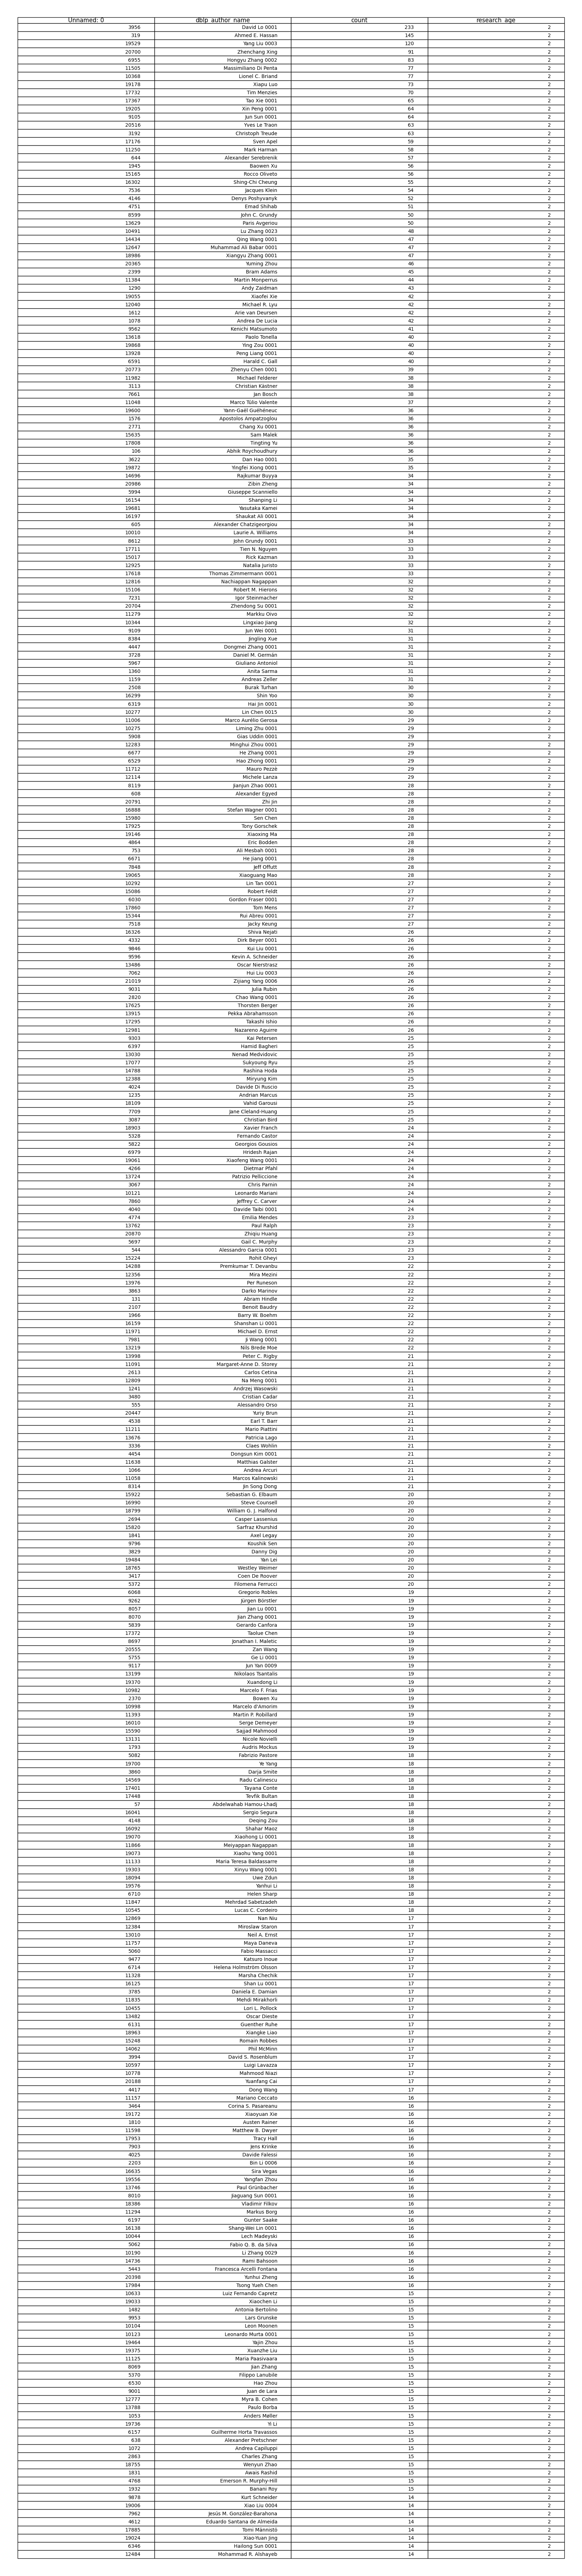 Unnamed: 0 dblp_author_name count research_age
3956 David Lo 0001 233 2
319 Ahmed E. Hassan 145 2
19529 Yang Liu 0003 120 2
20700 Zhenchang Xing 91 2
6955 Hongyu Zhang 0002 83 2
11505 Massimiliano Di Penta 77 2
10368 Lionel C. Briand 77 2
19178 Xiapu Luo 73 2
17732 Tim Menzies 70 2
17367 Tao Xie 0001 65 2
19205 Xin Peng 0001 64 2
9105 Jun Sun 0001 64 2
20516 Yves Le Traon 63 2
3192 Christoph Treude 63 2
17176 Sven Apel 59 2
11250 Mark Harman 58 2
644 Alexander Serebrenik 57 2
1945 Baowen Xu 56 2
15165 Rocco Oliveto 56 2
16302 Shing-Chi Cheung 55 2
7536 Jacques Klein 54 2
4146 Denys Poshyvanyk 52 2
4751 Emad Shihab 51 2
8599 John C. Grundy 50 2
13629 Paris Avgeriou 50 2
10491 Lu Zhang 0023 48 2
14434 Qing Wang 0001 47 2
12647 Muhammad Ali Babar 0001 47 2
18986 Xiangyu Zhang 0001 47 2
20365 Yuming Zhou 46 2
2399 Bram Adams 45 2
11384 Martin Monperrus 44 2
1290 Andy Zaidman 43 2
19055 Xiaofei Xie 42 2
12040 Michael R. Lyu 42 2
1612 Arie van Deursen 42 2
1078 Andrea De Lucia 42 2
9562 Kenichi Matsumoto 41 2
13618 Paolo Tonella 40 2
19868 Ying Zou 0001 40 2
13928 Peng Liang 0001 40 2
6591 Harald C. Gall 40 2
20773 Zhenyu Chen 0001 39 2
11982 Michael Felderer 38 2
3113 Christian Kästner 38 2
7661 Jan Bosch 38 2
11048 Marco Túlio Valente 37 2
19600 Yann-Gaël Guéhéneuc 36 2
1576 Apostolos Ampatzoglou 36 2
2771 Chang Xu 0001 36 2
15635 Sam Malek 36 2
17808 Tingting Yu 36 2
106 Abhik Roychoudhury 36 2
3622 Dan Hao 0001 35 2
19872 Yingfei Xiong 0001 35 2
14696 Rajkumar Buyya 34 2
20986 Zibin Zheng 34 2
5994 Giuseppe Scanniello 34 2
16154 Shanping Li 34 2
19681 Yasutaka Kamei 34 2
16197 Shaukat Ali 0001 34 2
605 Alexander Chatzigeorgiou 34 2
10010 Laurie A. Williams 34 2
8612 John Grundy 0001 33 2
17711 Tien N. Nguyen 33 2
15017 Rick Kazman 33 2
12925 Natalia Juristo 33 2
17618 Thomas Zimmermann 0001 33 2
12816 Nachiappan Nagappan 32 2
15106 Robert M. Hierons 32 2
7231 Igor Steinmacher 32 2
20704 Zhendong Su 0001 32 2
11279 Markku Oivo 32 2
10344 Lingxiao Jiang 32 2
9109 Jun Wei 0001 31 2
8384 Jingling Xue 31 2
4447 Dongmei Zhang 0001 31 2
3728 Daniel M. Germán 31 2
5967 Giuliano Antoniol 31 2
1360 Anita Sarma 31 2
1159 Andreas Zeller 31 2
2508 Burak Turhan 30 2
16299 Shin Yoo 30 2
6319 Hai Jin 0001 30 2
10277 Lin Chen 0015 30 2
11006 Marco Aurélio Gerosa 29 2
10275 Liming Zhu 0001 29 2
5908 Gias Uddin 0001 29 2
12283 Minghui Zhou 0001 29 2
6677 He Zhang 0001 29 2
6529 Hao Zhong 0001 29 2
11712 Mauro Pezzè 29 2
12114 Michele Lanza 29 2
8119 Jianjun Zhao 0001 28 2
608 Alexander Egyed 28 2
20791 Zhi Jin 28 2
16888 Stefan Wagner 0001 28 2
15980 Sen Chen 28 2
17925 Tony Gorschek 28 2
19146 Xiaoxing Ma 28 2
4864 Eric Bodden 28 2
753 Ali Mesbah 0001 28 2
6671 He Jiang 0001 28 2
7848 Jeff Offutt 28 2
19065 Xiaoguang Mao 28 2
10292 Lin Tan 0001 27 2
15086 Robert Feldt 27 2
6030 Gordon Fraser 0001 27 2
17860 Tom Mens 27 2
15344 Rui Abreu 0001 27 2
7518 Jacky Keung 27 2
16326 Shiva Nejati 26 2
4332 Dirk Beyer 0001 26 2
9846 Kui Liu 0001 26 2
9596 Kevin A. Schneider 26 2
13486 Oscar Nierstrasz 26 2
7062 Hui Liu 0003 26 2
21019 Zijiang Yang 0006 26 2
9031 Julia Rubin 26 2
2820 Chao Wang 0001 26 2
17625 Thorsten Berger 26 2
13915 Pekka Abrahamsson 26 2
17295 Takashi Ishio 26 2
12981 Nazareno Aguirre 26 2
9303 Kai Petersen 25 2
6397 Hamid Bagheri 25 2
13030 Nenad Medvidovic 25 2
17077 Sukyoung Ryu 25 2
14788 Rashina Hoda 25 2
12388 Miryung Kim 25 2
4024 Davide Di Ruscio 25 2
1235 Andrian Marcus 25 2
18109 Vahid Garousi 25 2
7709 Jane Cleland-Huang 25 2
3087 Christian Bird 25 2
18903 Xavier Franch 24 2
5328 Fernando Castor 24 2
5822 Georgios Gousios 24 2
6979 Hridesh Rajan 24 2
19061 Xiaofeng Wang 0001 24 2
4266 Dietmar Pfahl 24 2
13724 Patrizio Pelliccione 24 2
3067 Chris Parnin 24 2
10121 Leonardo Mariani 24 2
7860 Jeffrey C. Carver 24 2
4040 Davide Taibi 0001 24 2
4774 Emilia Mendes 23 2
13762 Paul Ralph 23 2
20870 Zhiqiu Huang 23 2
5697 Gail C. Murphy 23 2
544 Alessandro Garcia 0001 23 2
15224 Rohit Gheyi 23 2
14288 Premkumar T. Devanbu 22 2
12356 Mira Mezini 22 2
13976 Per Runeson 22 2
3863 Darko Marinov 22 2
131 Abram Hindle 22 2
2107 Benoit Baudry 22 2
1966 Barry W. Boehm 22 2
16159 Shanshan Li 0001 22 2
11971 Michael D. Ernst 22 2
7981 Ji Wang 0001 22 2
13219 Nils Brede Moe 22 2
13998 Peter C. Rigby 21 2
11091 Margaret-Anne D. Storey 21 2
2613 Carlos Cetina 21 2
12809 Na Meng 0001 21 2
1241 Andrzej Wasowski 21 2
3480 Cristian Cadar 21 2
555 Alessandro Orso 21 2
20447 Yuriy Brun 21 2
4538 Earl T. Barr 21 2
11211 Mario Piattini 21 2
13676 Patricia Lago 21 2
3336 Claes Wohlin 21 2
4454 Dongsun Kim 0001 21 2
11638 Matthias Galster 21 2
1066 Andrea Arcuri 21 2
11058 Marcos Kalinowski 21 2
8314 Jin Song Dong 21 2
15922 Sebastian G. Elbaum 20 2
16990 Steve Counsell 20 2
18799 William G. J. Halfond 20 2
2694 Casper Lassenius 20 2
15820 Sarfraz Khurshid 20 2
1841 Axel Legay 20 2
9796 Koushik Sen 20 2
3829 Danny Dig 20 2
19484 Yan Lei 20 2
18765 Westley Weimer 20 2
3417 Coen De Roover 20 2
5372 Filomena Ferrucci 20 2
6068 Gregorio Robles 19 2
9262 Jürgen Börstler 19 2
8057 Jian Lu 0001 19 2
8070 Jian Zhang 0001 19 2
5839 Gerardo Canfora 19 2
17372 Taolue Chen 19 2
8697 Jonathan I. Maletic 19 2
20555 Zan Wang 19 2
5755 Ge Li 0001 19 2
9117 Jun Yan 0009 19 2
13199 Nikolaos Tsantalis 19 2
19370 Xuandong Li 19 2
10982 Marcelo F. Frias 19 2
2370 Bowen Xu 19 2
10998 Marcelo d'Amorim 19 2
11393 Martin P. Robillard 19 2
16010 Serge Demeyer 19 2
15590 Sajjad Mahmood 19 2
13131 Nicole Novielli 19 2
1793 Audris Mockus 19 2
5082 Fabrizio Pastore 18 2
19700 Ye Yang 18 2
3860 Darja Smite 18 2
14569 Radu Calinescu 18 2
17401 Tayana Conte 18 2
17448 Tevfik Bultan 18 2
57 Abdelwahab Hamou-Lhadj 18 2
16041 Sergio Segura 18 2
4148 Deqing Zou 18 2
16092 Shahar Maoz 18 2
19070 Xiaohong Li 0001 18 2
11866 Meiyappan Nagappan 18 2
19073 Xiaohu Yang 0001 18 2
11133 Maria Teresa Baldassarre 18 2
19303 Xinyu Wang 0001 18 2
18094 Uwe Zdun 18 2
19576 Yanhui Li 18 2
6710 Helen Sharp 18 2
11847 Mehrdad Sabetzadeh 18 2
10545 Lucas C. Cordeiro 18 2
12869 Nan Niu 17 2
12384 Miroslaw Staron 17 2
13010 Neil A. Ernst 17 2
11757 Maya Daneva 17 2
5060 Fabio Massacci 17 2
9477 Katsuro Inoue 17 2
6714 Helena Holmström Olsson 17 2
11328 Marsha Chechik 17 2
16125 Shan Lu 0001 17 2
3785 Daniela E. Damian 17 2
11835 Mehdi Mirakhorli 17 2
10455 Lori L. Pollock 17 2
13482 Oscar Dieste 17 2
6131 Guenther Ruhe 17 2
18963 Xiangke Liao 17 2
15248 Romain Robbes 17 2
14062 Phil McMinn 17 2
3994 David S. Rosenblum 17 2
10597 Luigi Lavazza 17 2
10778 Mahmood Niazi 17 2
20188 Yuanfang Cai 17 2
4417 Dong Wang 17 2
11157 Mariano Ceccato 16 2
3464 Corina S. Pasareanu 16 2
19172 Xiaoyuan Xie 16 2
1810 Austen Rainer 16 2
11598 Matthew B. Dwyer 16 2
17953 Tracy Hall 16 2
7903 Jens Krinke 16 2
4025 Davide Falessi 16 2
2203 Bin Li 0006 16 2
16635 Sira Vegas 16 2
19556 Yangfan Zhou 16 2
13746 Paul Grünbacher 16 2
8010 Jiaguang Sun 0001 16 2
18386 Vladimir Filkov 16 2
11294 Markus Borg 16 2
6197 Gunter Saake 16 2
16138 Shang-Wei Lin 0001 16 2
10044 Lech Madeyski 16 2
5062 Fabio Q. B. da Silva 16 2
10190 Li Zhang 0029 16 2
14736 Rami Bahsoon 16 2
5443 Francesca Arcelli Fontana 16 2
20398 Yunhui Zheng 16 2
17984 Tsong Yueh Chen 16 2
10633 Luiz Fernando Capretz 15 2
19033 Xiaochen Li 15 2
1482 Antonia Bertolino 15 2
9953 Lars Grunske 15 2
10104 Leon Moonen 15 2
10123 Leonardo Murta 0001 15 2
19464 Yajin Zhou 15 2
19375 Xuanzhe Liu 15 2
11125 Maria Paasivaara 15 2
8069 Jian Zhang 15 2
5370 Filippo Lanubile 15 2
6530 Hao Zhou 15 2
9001 Juan de Lara 15 2
12777 Myra B. Cohen 15 2
13788 Paulo Borba 15 2
1053 Anders Møller 15 2
19736 Yi Li 15 2
6157 Guilherme Horta Travassos 15 2
638 Alexander Pretschner 15 2
1072 Andrea Capiluppi 15 2
2863 Charles Zhang 15 2
18755 Wenyun Zhao 15 2
1831 Awais Rashid 15 2
4768 Emerson R. Murphy-Hill 15 2
1932 Banani Roy 15 2
9878 Kurt Schneider 14 2
19006 Xiao Liu 0004 14 2
7962 Jesús M. González-Barahona 14 2
4612 Eduardo Santana de Almeida 14 2
17885 Tomi Männistö 14 2
19024 Xiao-Yuan Jing 14 2
6346 Hailong Sun 0001 14 2
12484 Mohammad R. Alshayeb 14 2